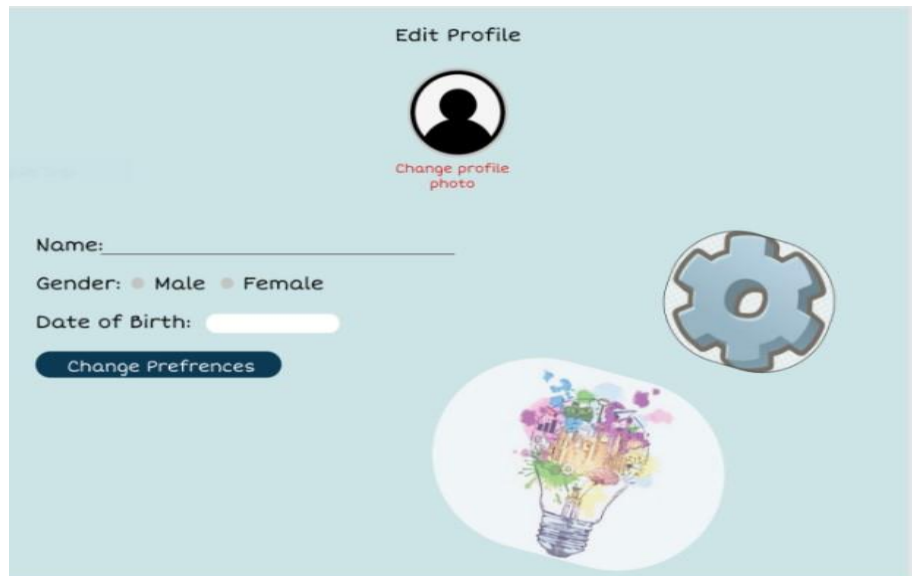 Edit Profile
Change profile
photo
Name:
Gender: Male Female
Date of Birth:
Change Prefrences